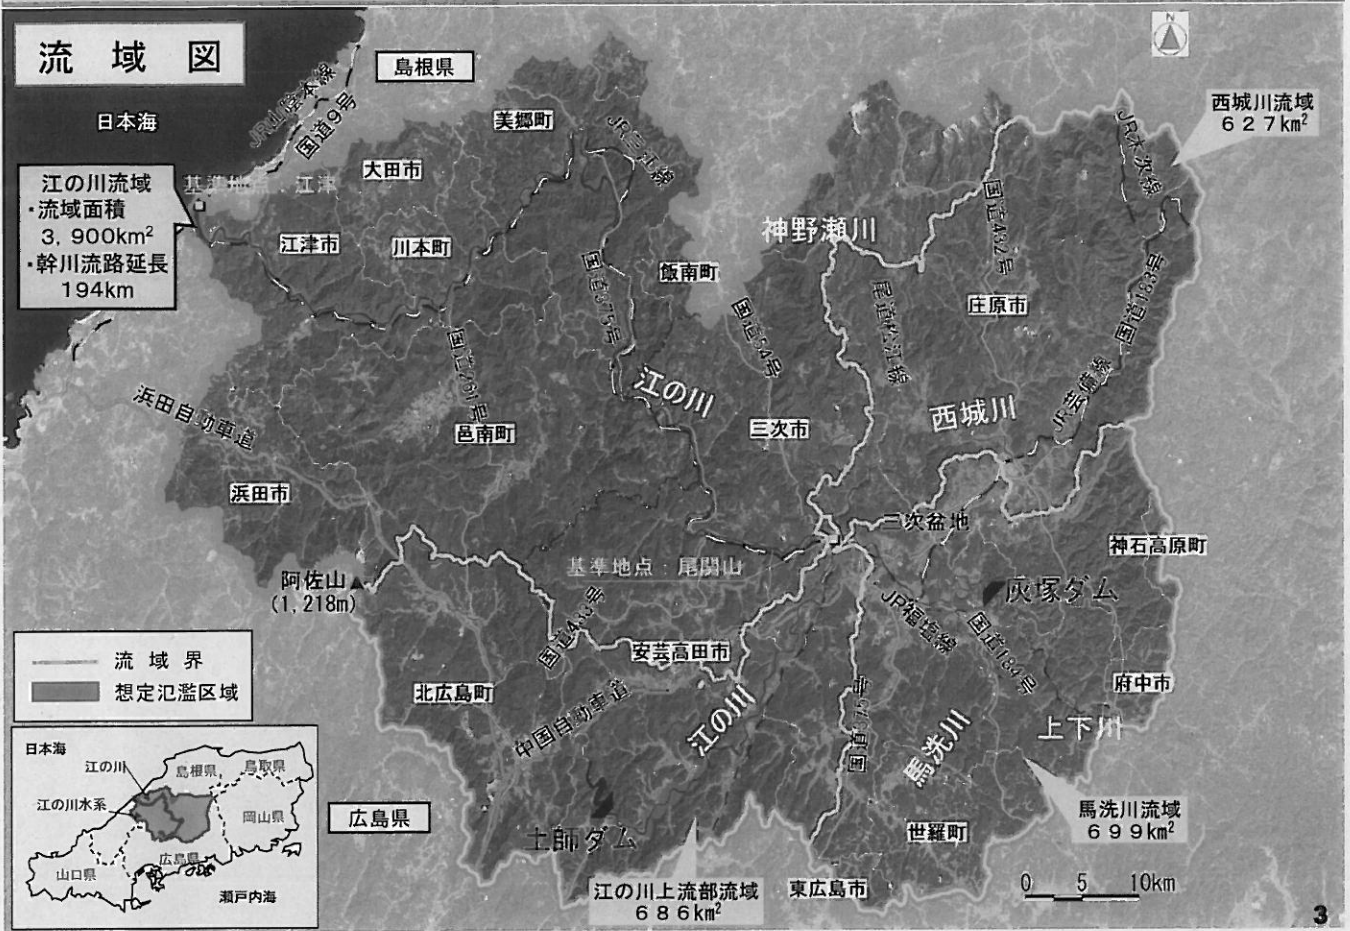 流域図
N
島根県
西城川流域
627km²
日本海
JR山陰本線
国道9号
美郷町
JR三江線
JR木次線
大田市
江の川流域
・流域面積
3,900km²
・幹川流路延長
194km
基準地点：江津
江津市
川本町
国道375号
飯南町
神野瀬川
国道432号
国道54号
尾道松江線
庄原市
国道183号
国道261号
江の川
JR芸備線
浜田自動車道
邑南町
三次市
西城川
浜田市
三次盆地
神石高原町
阿佐山
(1,218m)
基準地点：尾関山
灰塚ダム
JR福塩線
国道184号
国道433号
安芸高田市
流域界
想定氾濫区域
北広島町
中国自動車道
江の川
国道375号
馬洗川
府中市
上下川
日本海
江の川
江の川水系
島根県
鳥取県
岡山県
広島県
山口県
瀬戸内海
広島県
土師ダム
馬洗川流域
699km²
世羅町
江の川上流部流域
686km²
東広島市
0 5 10km
3